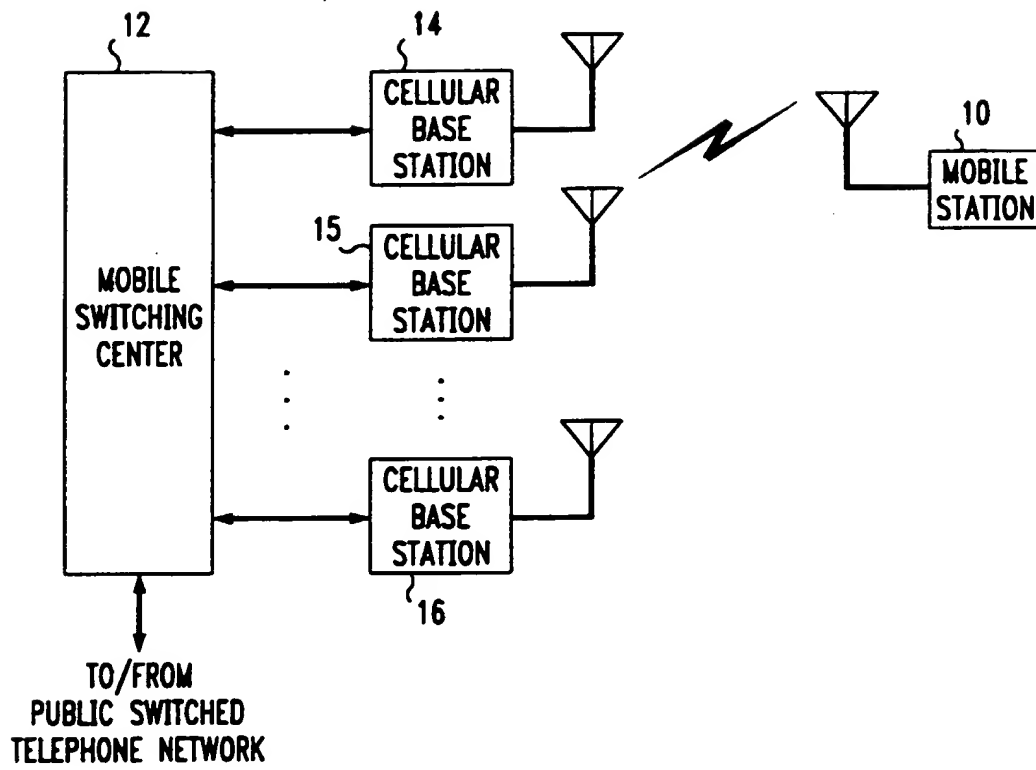 12
14
CELLULAR
BASE
STATION
10
MOBILE
STATION
15
CELLULAR
BASE
STATION
MOBILE
SWITCHING
CENTER
CELLULAR
BASE
STATION
16
TO/FROM
PUBLIC SWITCHED
TELEPHONE NETWORK